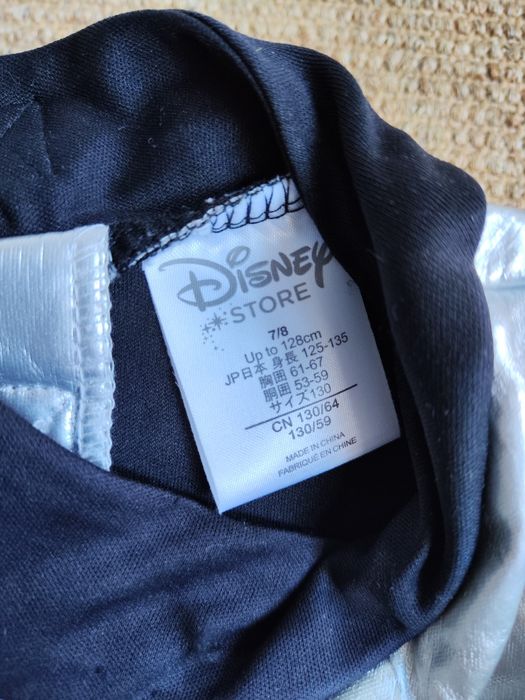 Disney
STORE
7/8
Up to 128cm
JP日本 身長 125-135
胸囲 61-67
胴囲 53-59
サイズ130
CN 130/64
130/59
MADE IN CHINA
FABRIQUÉ EN CHINE